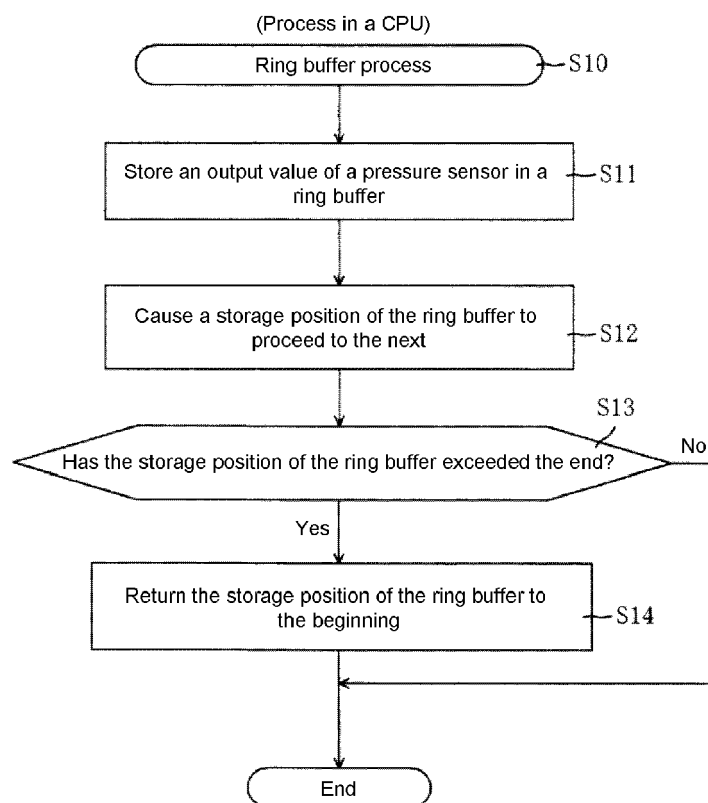 (Process in a CPU)
Ring buffer process
S10
Store an output value of a pressure sensor in a
ring buffer
S11
Cause a storage position of the ring buffer to
proceed to the next
S12
S13
Has the storage position of the ring buffer exceeded the end?
No
Yes
Return the storage position of the ring buffer to
the beginning
S14
End